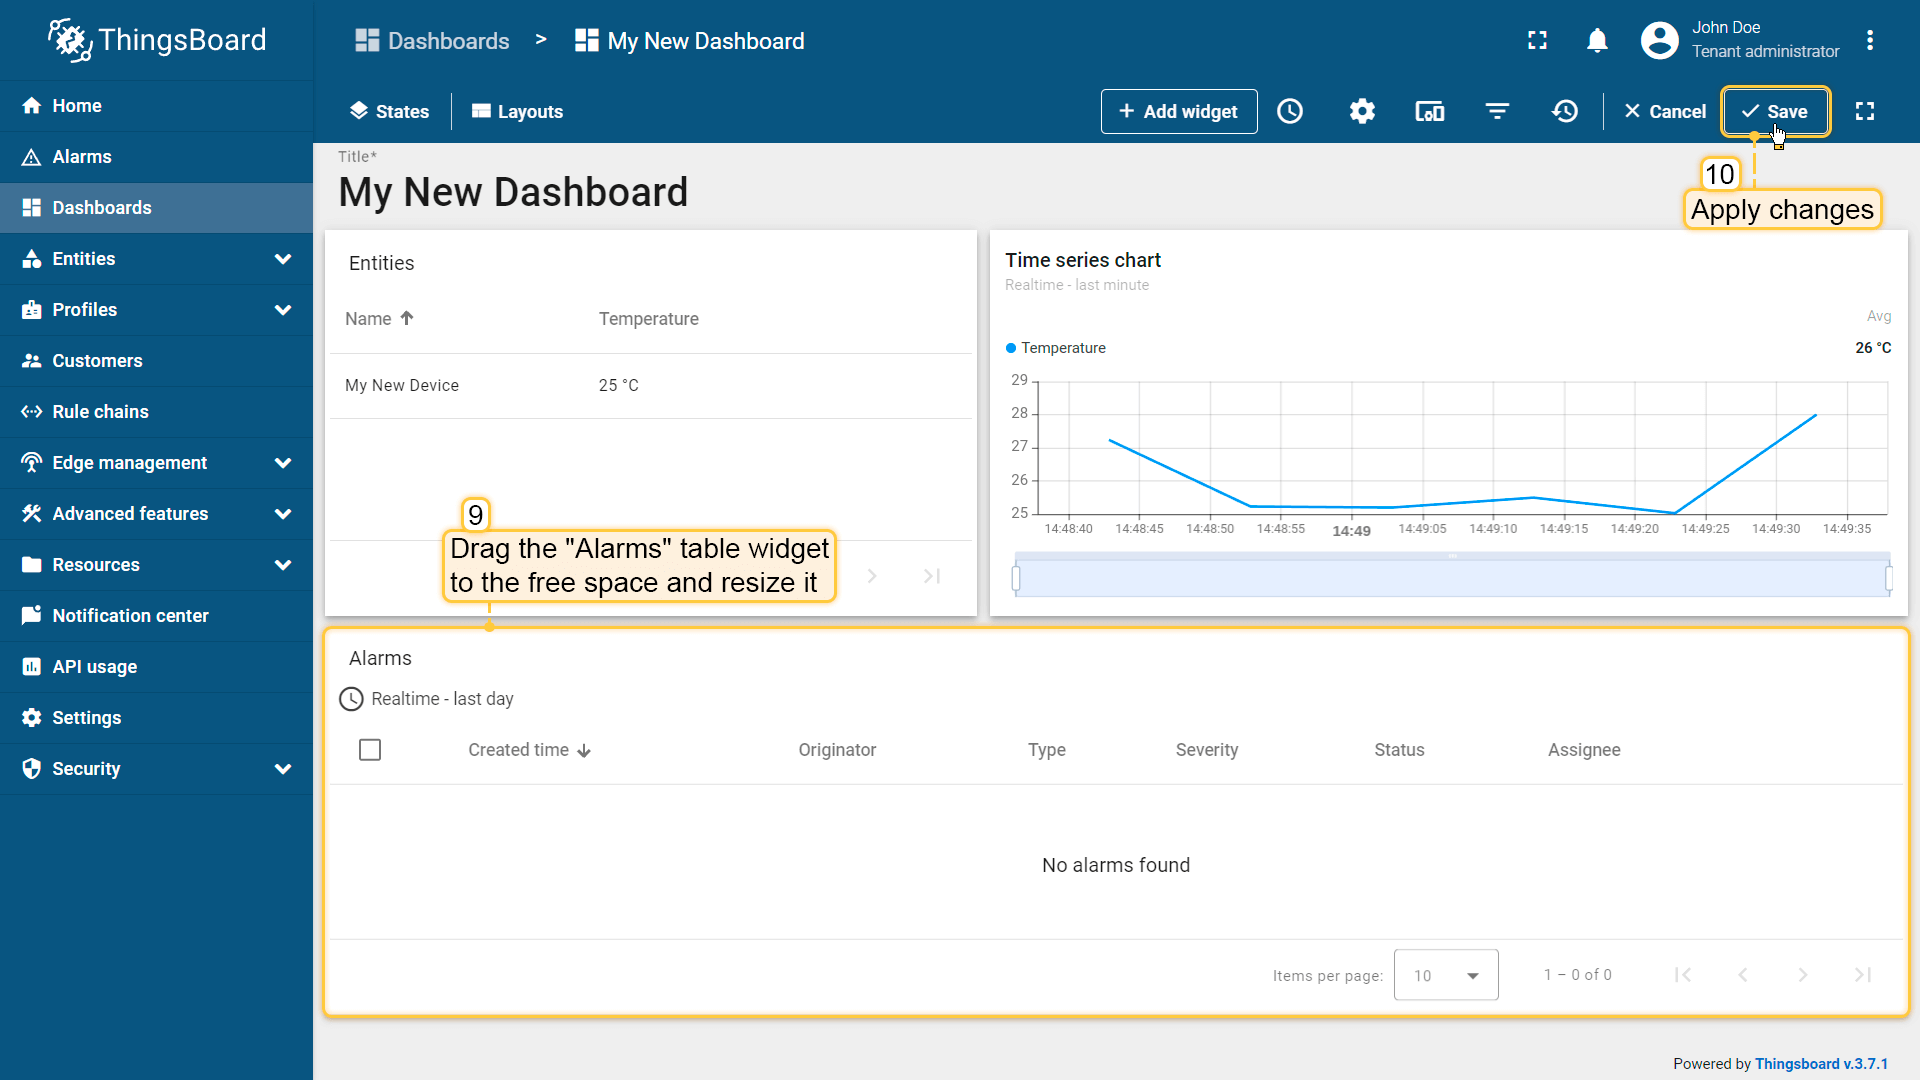 ThingsBoard
Dashboards > My New Dashboard
John Doe
Tenant administrator
States
Layouts
+ Add widget
Cancel
Save
Home
Alarms
Dashboards
Entities
Profiles
Customers
Rule chains
Edge management
Advanced features
Resources
Notification center
API usage
Settings
Security
Title*
My New Dashboard
10
Apply changes
Entities
Name
Temperature
My New Device
25 °C
Time series chart
Realtime - last minute
Avg
Temperature
26 °C
29
28
27
26
25
14:48:40
14:48:45
14:48:50
14:48:55
14:49
14:49:05
14:49:10
14:49:15
14:49:20
14:49:25
14:49:30
14:49:35
9
Drag the "Alarms" table widget
to the free space and resize it
Alarms
Realtime - last day
Created time
Originator
Type
Severity
Status
Assignee
No alarms found
Items per page:
10
1 – 0 of 0
Powered by Thingsboard v.3.7.1